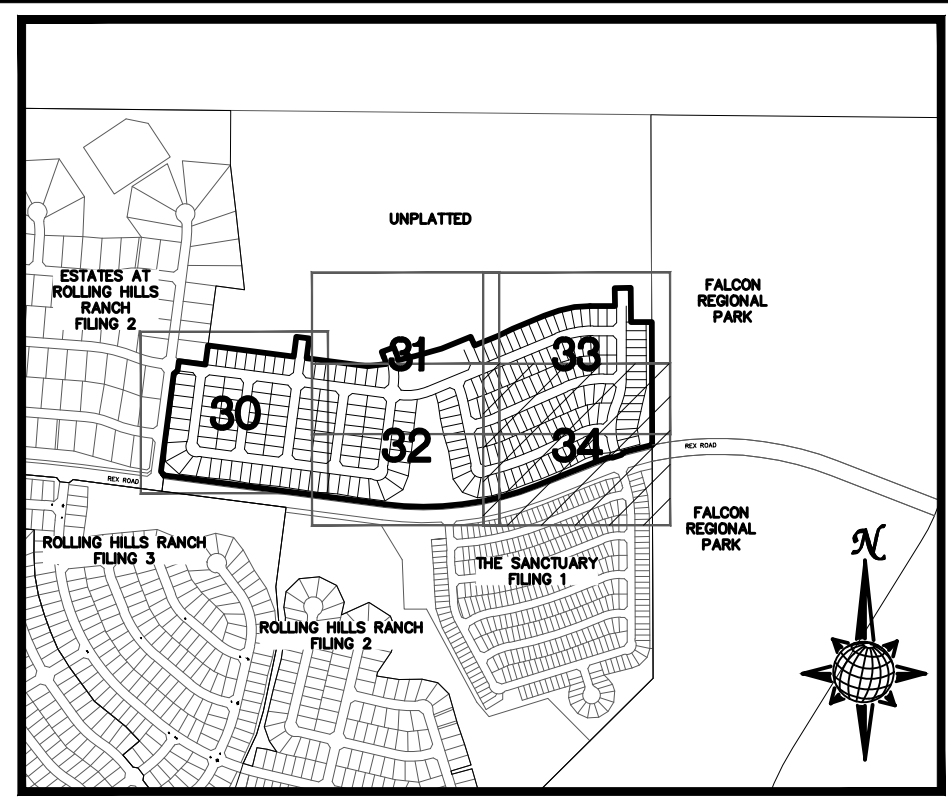 UNPLATTED
ESTATES AT
ROLLING HILLS
RANCH
FILING 2
FALCON
REGIONAL
PARK
31
33
30
32
34
REX ROAD
REX ROAD
FALCON
REGIONAL
PARK
ROLLING HILLS RANCH
FILING 3
THE SANCTUARY
FILING 1
ROLLING HILLS RANCH
FILING 2
N